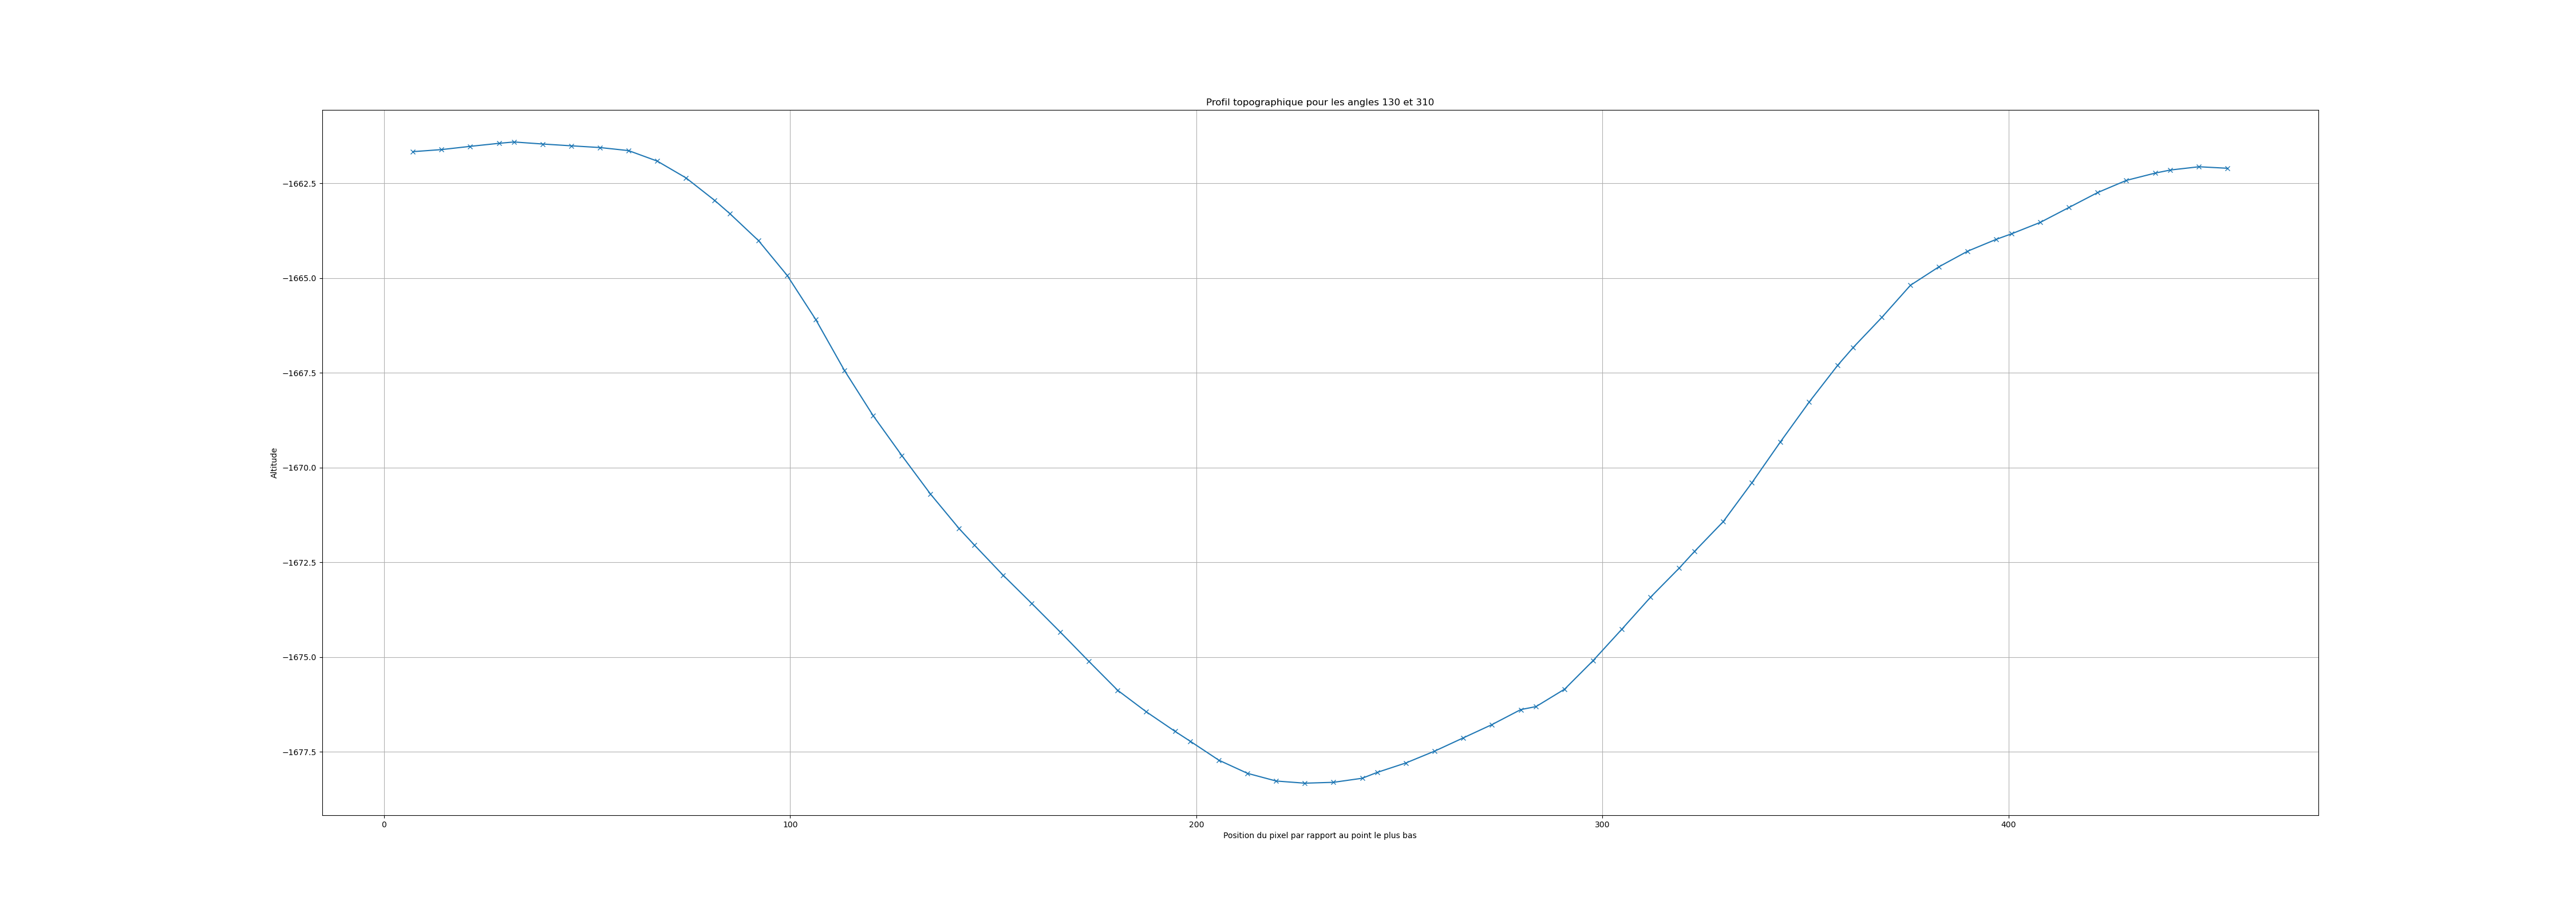 Profil topographique pour les angles 130 et 310
−1662.5
−1665.0
−1667.5
−1670.0
−1672.5
−1675.0
−1677.5
Altitude
0 100 200 300 400
Position du pixel par rapport au point le plus bas